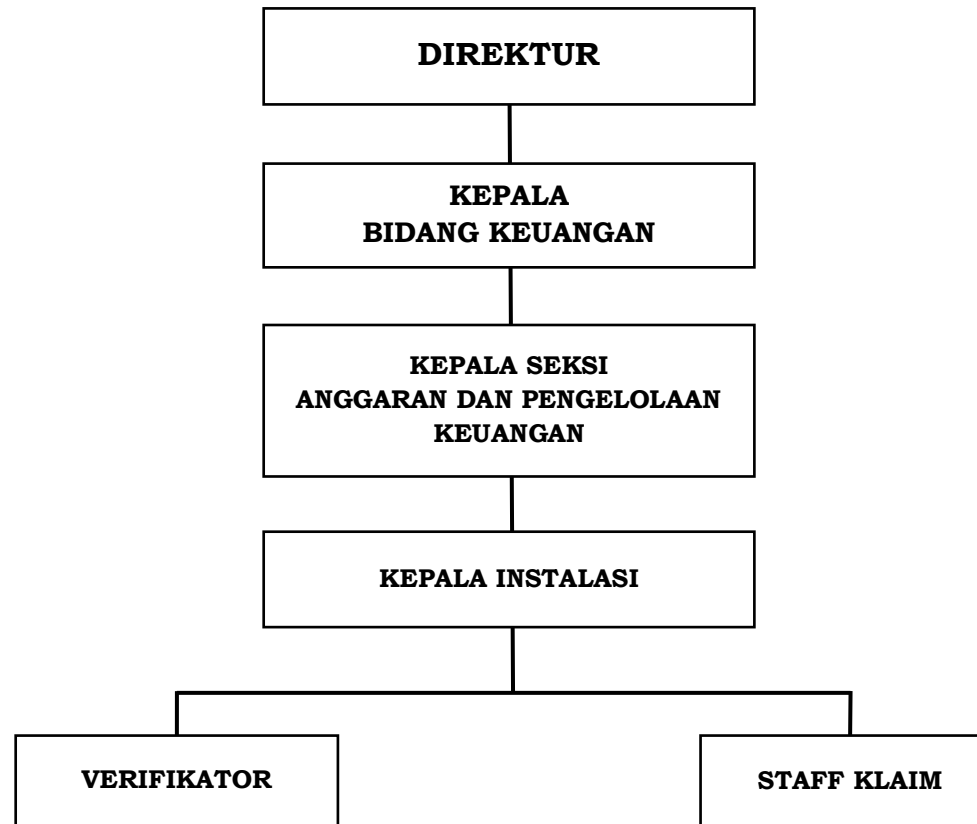 DIREKTUR
KEPALA
BIDANG KEUANGAN
KEPALA SEKSI
ANGGARAN DAN PENGELOLAAN
KEUANGAN
KEPALA INSTALASI
VERIFIKATOR
STAFF KLAIM